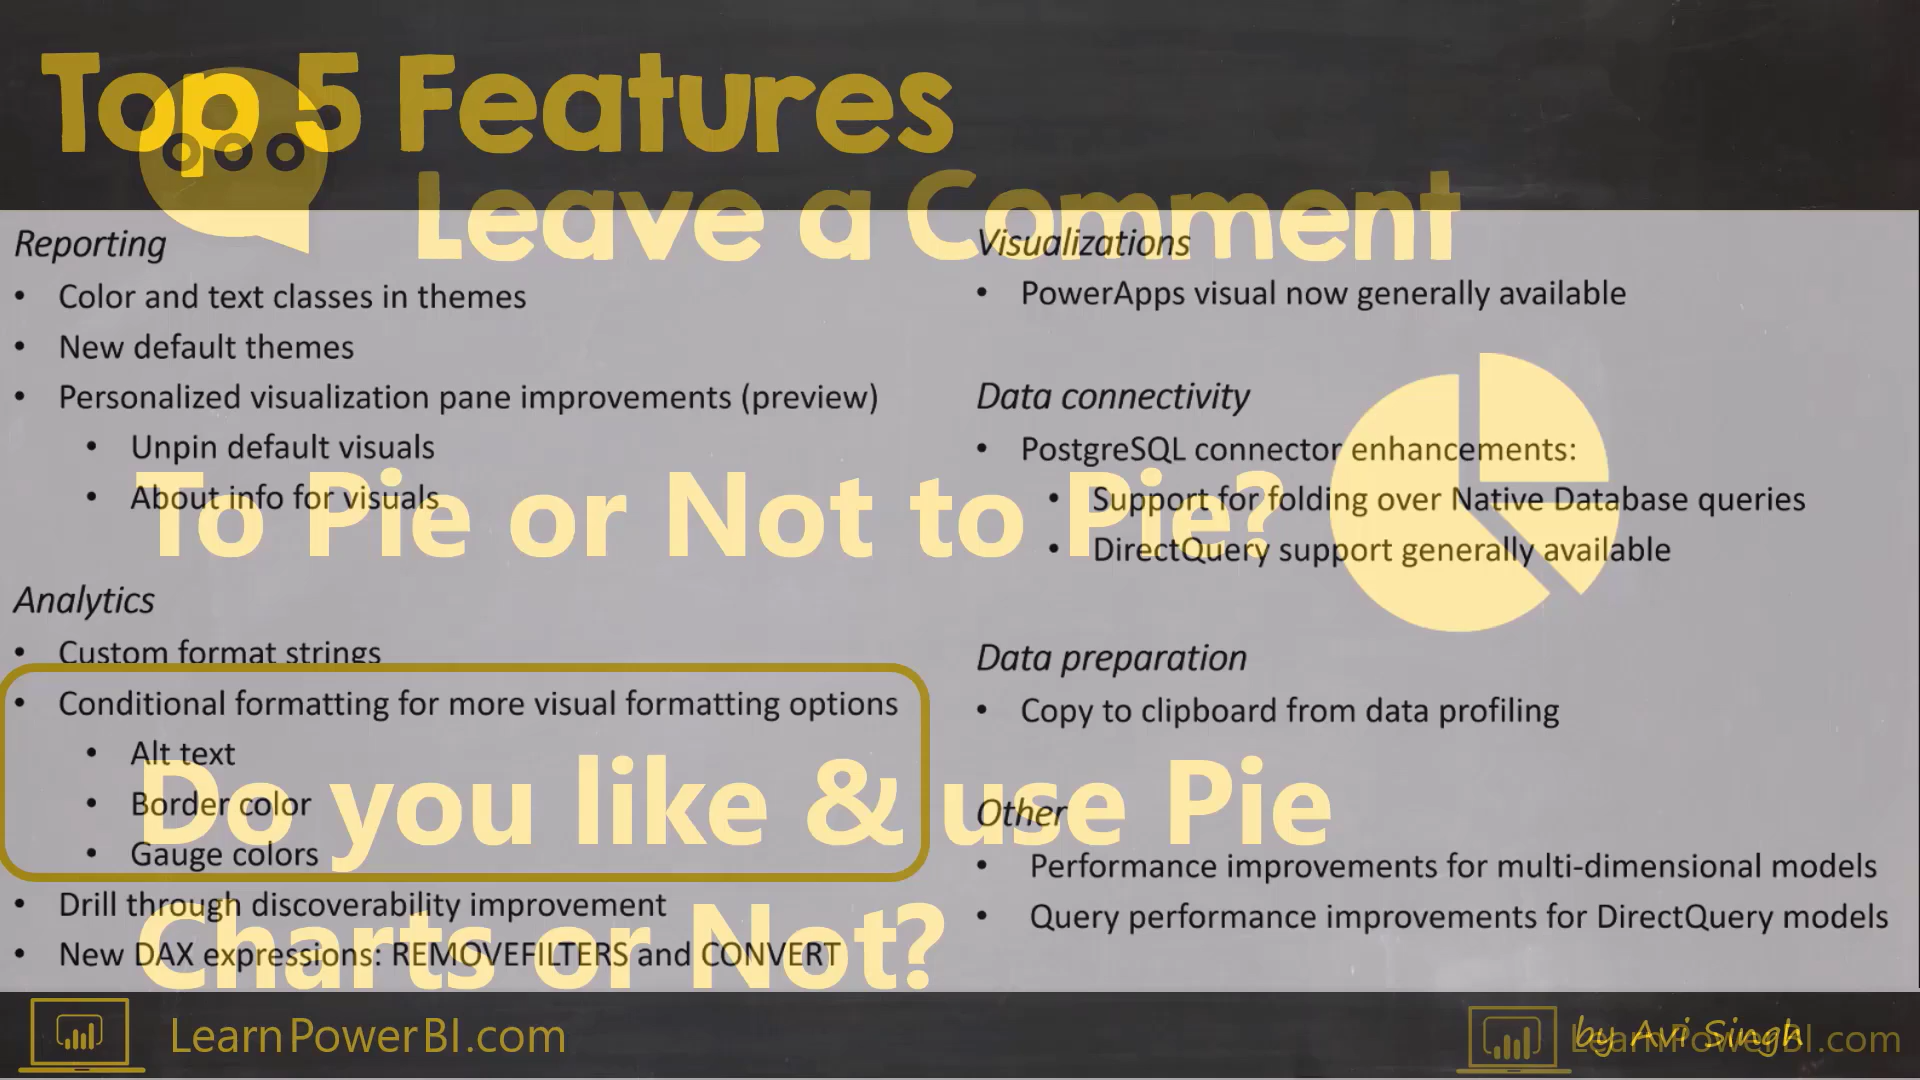 Top 5 Features
Leave a Comment
Reporting
• Color and text classes in themes
• New default themes
• Personalized visualization pane improvements (preview)
• Unpin default visuals
• About info for visuals
Analytics
• Custom format strings
• Conditional formatting for more visual formatting options
• Alt text
• Border color
• Gauge colors
• Drill through discoverability improvement
• New DAX expressions: REMOVEFILTERS and CONVERT
Visualizations
• PowerApps visual now generally available
Data connectivity
• PostgreSQL connector enhancements:
• Support for folding over Native Database queries
• DirectQuery support generally available
Data preparation
• Copy to clipboard from data profiling
Other
• Performance improvements for multi-dimensional models
• Query performance improvements for DirectQuery models
To Pie or Not to Pie?
Do you like & use Pie
Charts or Not?
LearnPowerBI.com
by Avi Singh
LearnPowerBI.com